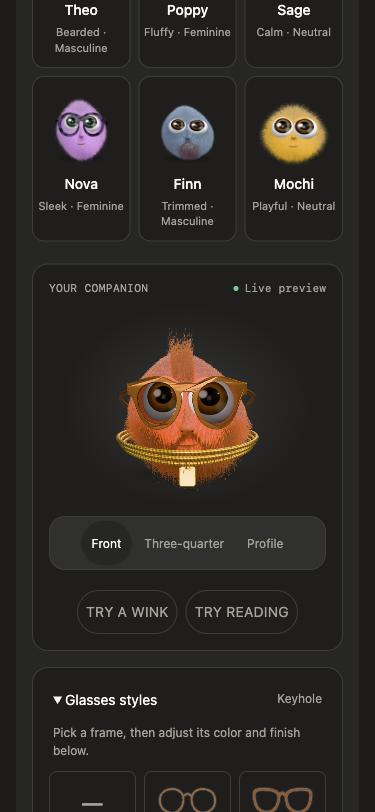 Theo
Poppy
Sage
Bearded ·
Masculine
Fluffy · Feminine
Calm · Neutral
Nova
Finn
Mochi
Sleek · Feminine
Trimmed ·
Masculine
Playful · Neutral
YOUR COMPANION
Live preview
Front
Three-quarter
Profile
TRY A WINK
TRY READING
▼ Glasses styles
Keyhole
Pick a frame, then adjust its color and finish
below.